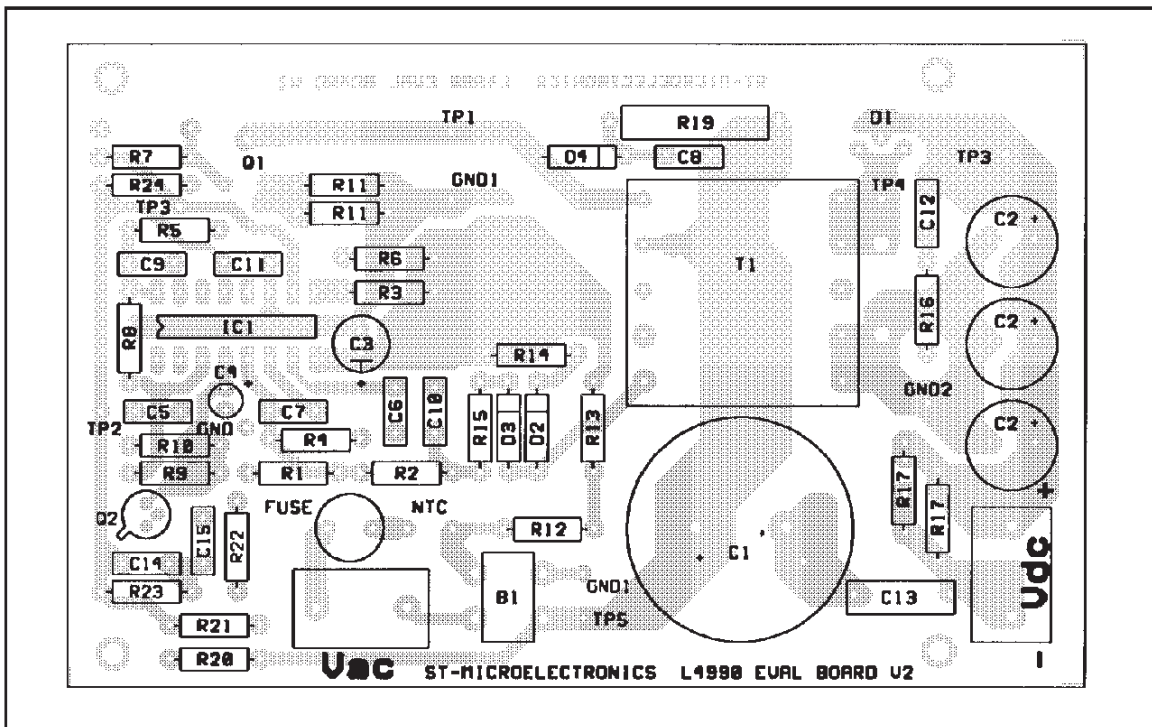 TP1
R19
D1
R7
Q1
D4
C8
TP3
R24
R11
GND1
TP4
TP3
R11
C12
C2 +
R5
C9
C11
R6
T1
R3
R16
R8
IC1
C3
C2 +
R14
+
C4 +
GND2
C5
C7
C6
C10
R15
D3
D2
R13
TP2
GND
C2 +
R10
R4
R9
R1
R2
R17
+
FUSE
NTC
R17
Q2
C15
R22
R12
C1
+
-
C14
GND1
Vdc
R23
B1
C13
TP5
R21
R20
Vac
ST-MICROELECTRONICS L4990 EVAL BOARD V2
-